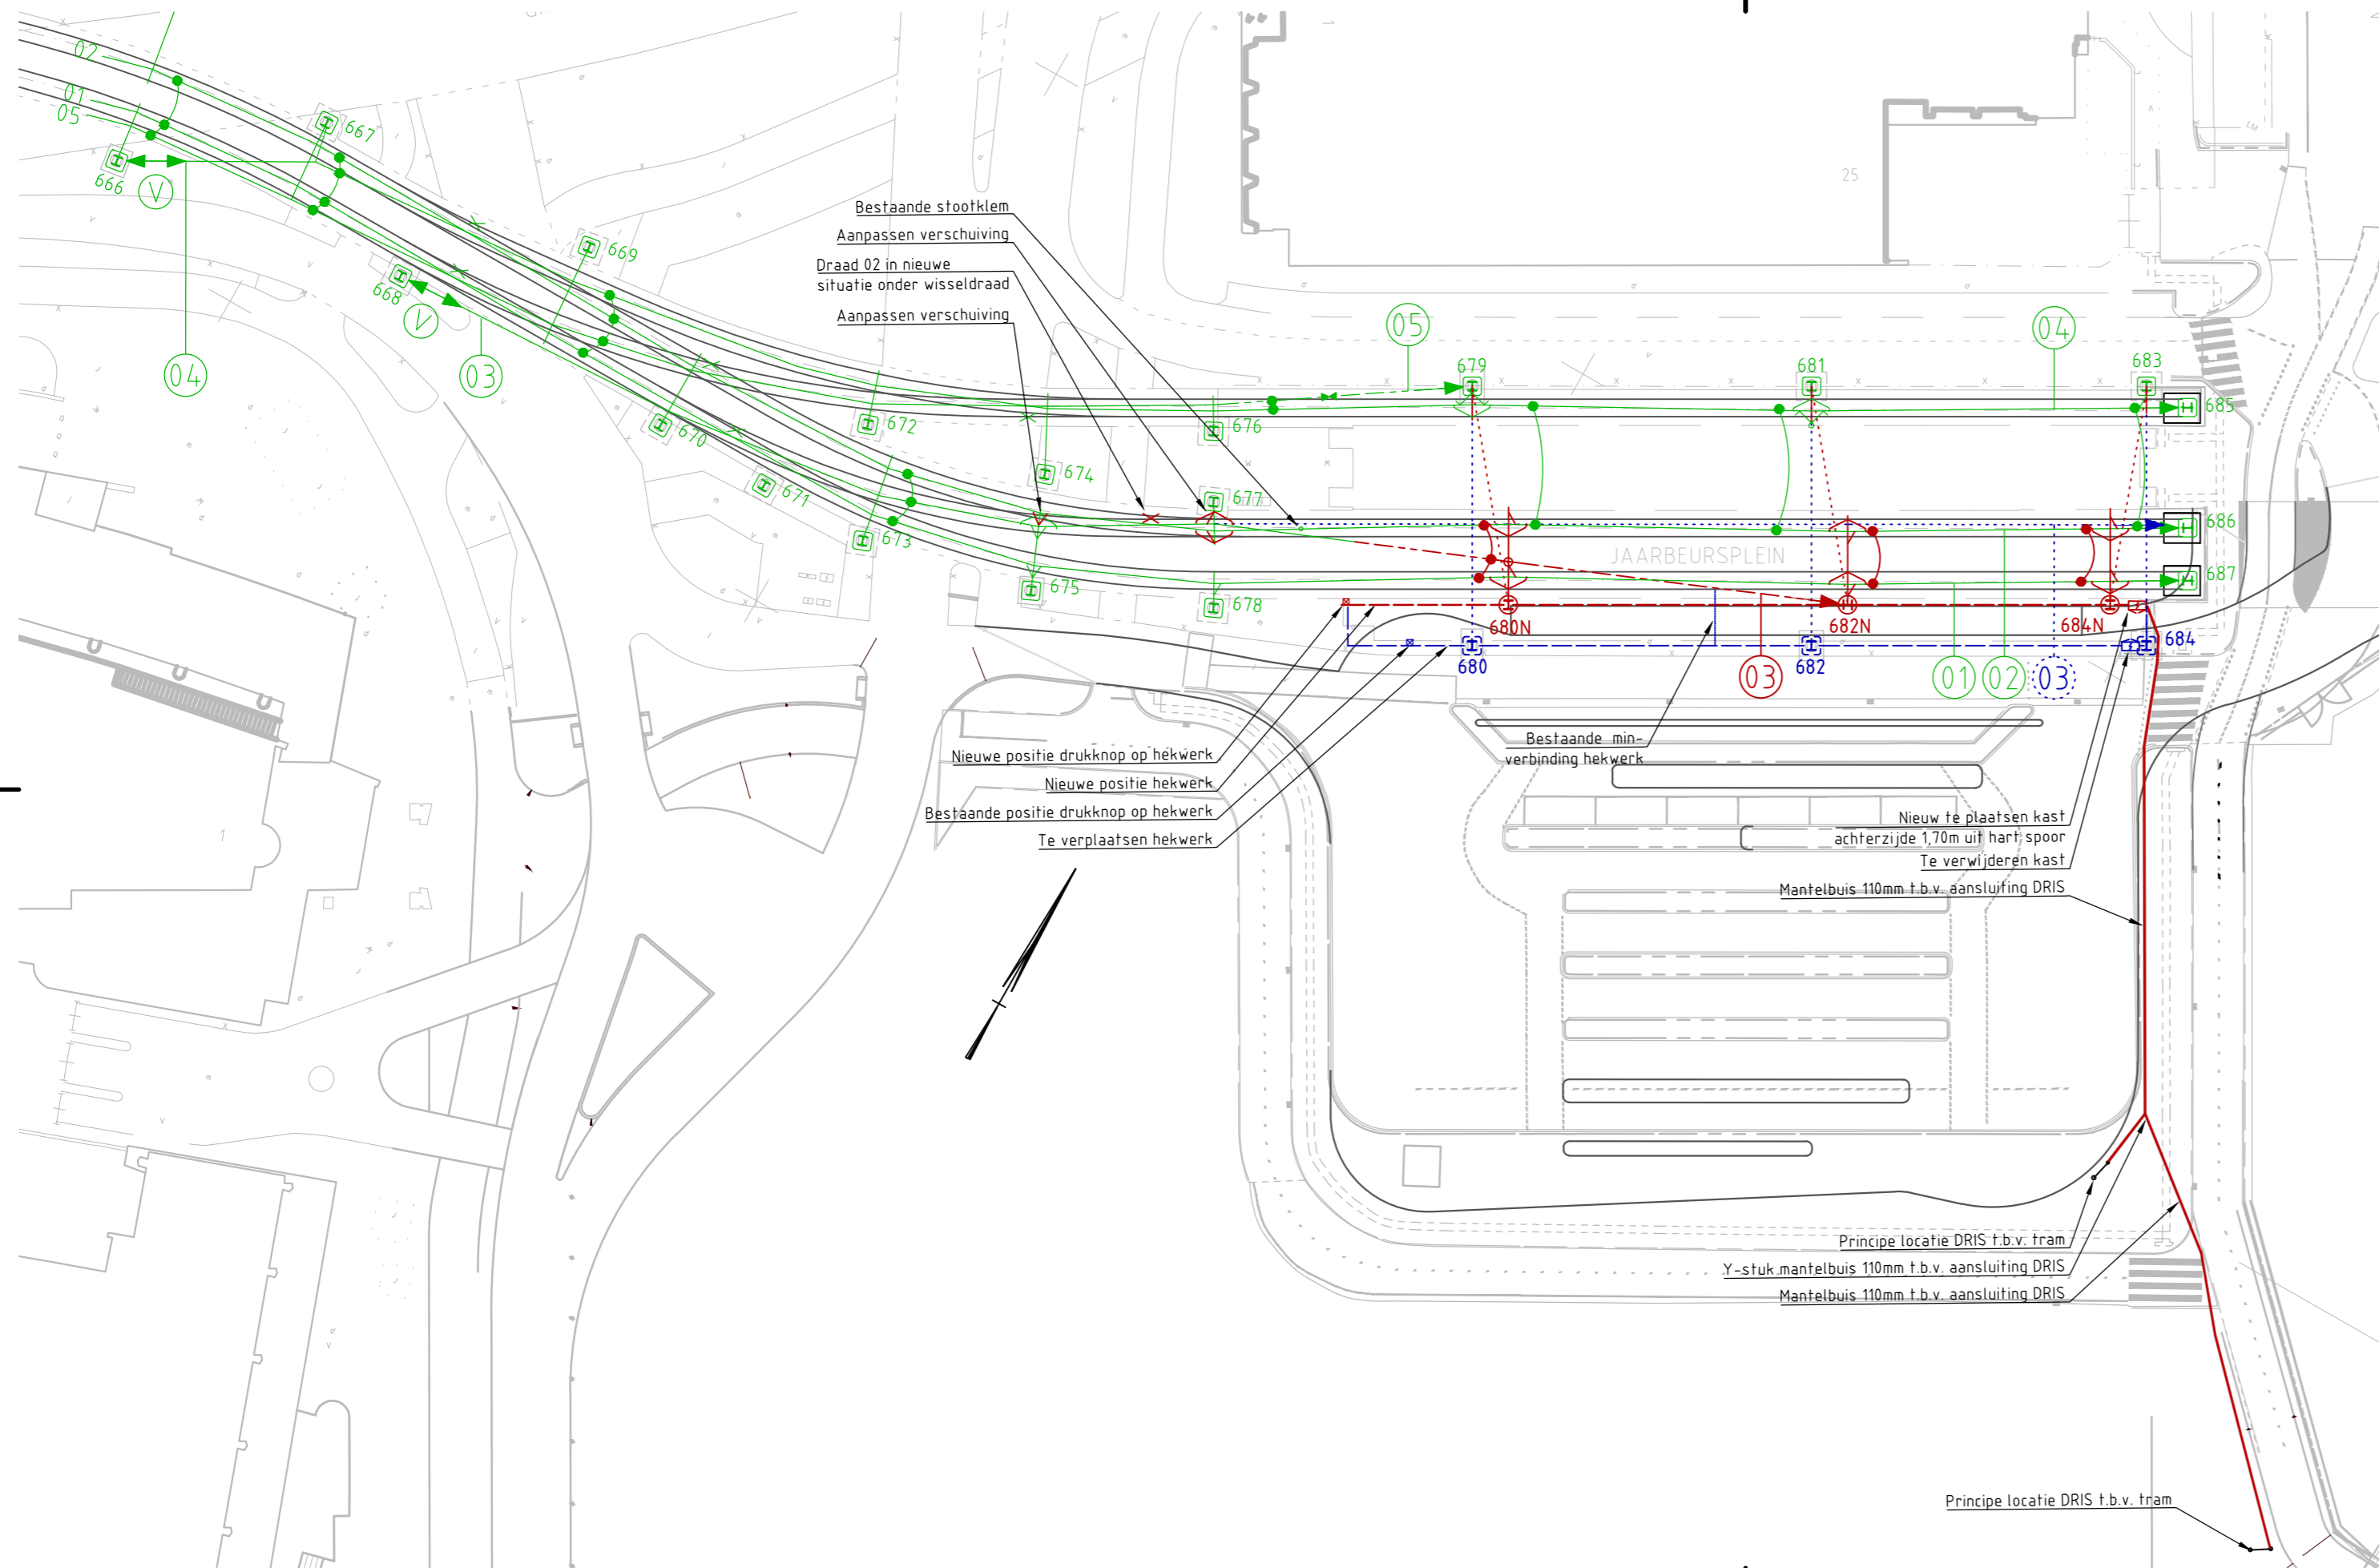 02
01
05
667
666
V
669
668
V
04
03
670
671
672
673
674
675
676
677
678
Bestaande stootklem
Aanpassen verschuiving
Draad 02 in nieuwe
situatie onder wisseldraad
Aanpassen verschuiving
25
05
04
679
681
683
685
686
687
JAARBEURSPLEIN
680N
682N
684N
680
682
684
03
01
02
03
Nieuwe positie drukknop op hekwerk
Nieuwe positie hekwerk
Bestaande positie drukknop op hekwerk
Te verplaatsen hekwerk
Bestaande min-
verbinding hekwerk
Nieuw te plaatsen kast
achterzijde 1,70m uit hart spoor
Te verwijderen kast
Mantelbuis 110mm t.b.v. aansluiting DRIS
1
Principe locatie DRIS t.b.v. tram
Y-stuk mantelbuis 110mm t.b.v. aansluiting DRIS
Mantelbuis 110mm t.b.v. aansluiting DRIS
Principe locatie DRIS t.b.v. tram